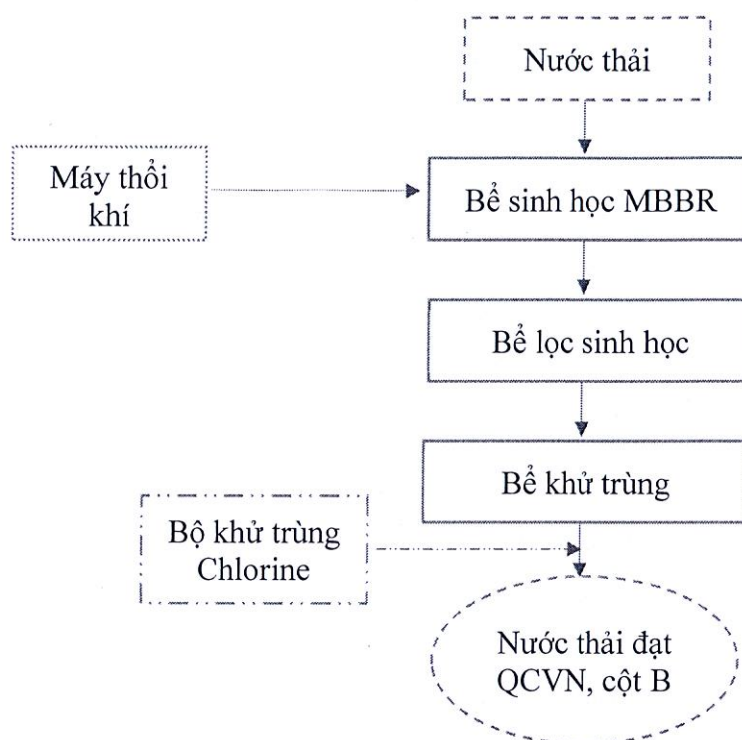 Nước thải
Máy thổi
khí
Bể sinh học MBBR
Bể lọc sinh học
Bể khử trùng
Bộ khử trùng
Chlorine
Nước thải đạt
QCVN, cột B